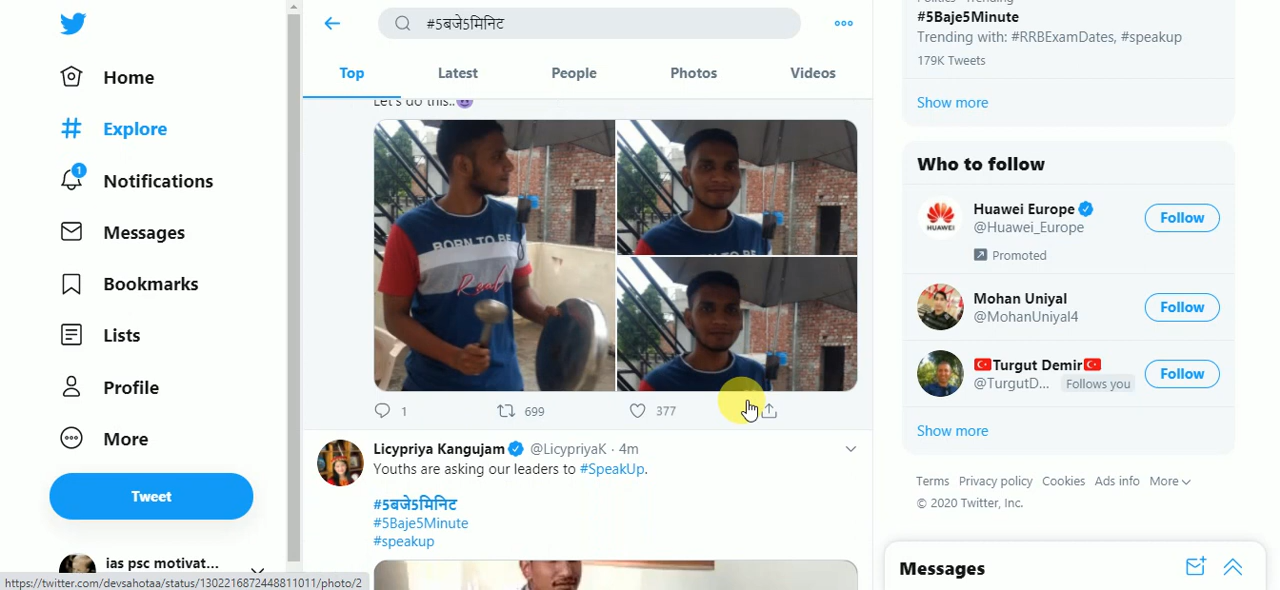 Home
Explore
1
Notifications
Messages
Bookmarks
Lists
Profile
More
Tweet
ias psc motivat...
https://twitter.com/devsahotaa/status/1302216872448811011/photo/2
#5बजे5मिनिट
Top
Latest
People
Photos
Videos
Let's do this..
BORN TO BE
Real
1
699
377
Licypriya Kangujam @LicypriyaK · 4m
Youths are asking our leaders to #SpeakUp.
#5बजे5मिनिट
#5Baje5Minute
#speakup
Politics · Trending
#5Baje5Minute
Trending with: #RRBExamDates, #speakup
179K Tweets
Show more
Who to follow
HUAWEI
Huawei Europe
@Huawei_Europe
Promoted
Follow
Mohan Uniyal
@MohanUniyal4
Follow
Turgut Demir
@TurgutD... Follows you
Follow
Show more
Terms Privacy policy Cookies Ads info More
© 2020 Twitter, Inc.
Messages